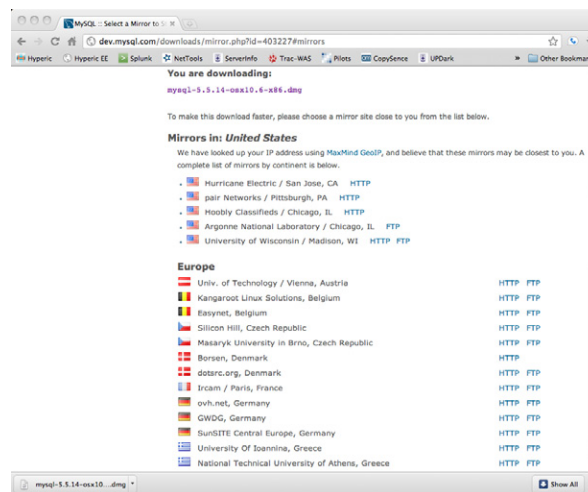 MySQL :: Select a Mirror to
dev.mysql.com/downloads/mirror.php?id=403227#mirrors
Hyperic Hyperic EE Splunk NetTools ServerInfo Trac-WAS Pilots CopySence UPDark » Other Bookmar
You are downloading:
mysql-5.5.14-osx10.6-x86.dmg
To make this download faster, please choose a mirror site close to you from the list below.
Mirrors in: United States
We have looked up your IP address using MaxMind GeoIP, and believe that these mirrors may be closest to you. A
complete list of mirrors by continent is below.
Hurricane Electric / San Jose, CA HTTP
pair Networks / Pittsburgh, PA HTTP
Hoobly Classifieds / Chicago, IL HTTP
Argonne National Laboratory / Chicago, IL FTP
University of Wisconsin / Madison, WI HTTP FTP
Europe
Univ. of Technology / Vienna, Austria HTTP FTP
Kangaroot Linux Solutions, Belgium HTTP FTP
Easynet, Belgium HTTP FTP
Silicon Hill, Czech Republic HTTP FTP
Masaryk University in Brno, Czech Republic HTTP FTP
Borsen, Denmark HTTP
dotsrc.org, Denmark HTTP FTP
Ircam / Paris, France HTTP FTP
ovh.net, Germany HTTP FTP
GWDG, Germany HTTP FTP
SunSITE Central Europe, Germany HTTP FTP
University Of Ioannina, Greece HTTP FTP
National Technical University of Athens, Greece HTTP FTP
mysql-5.5.14-osx10....dmg Show All